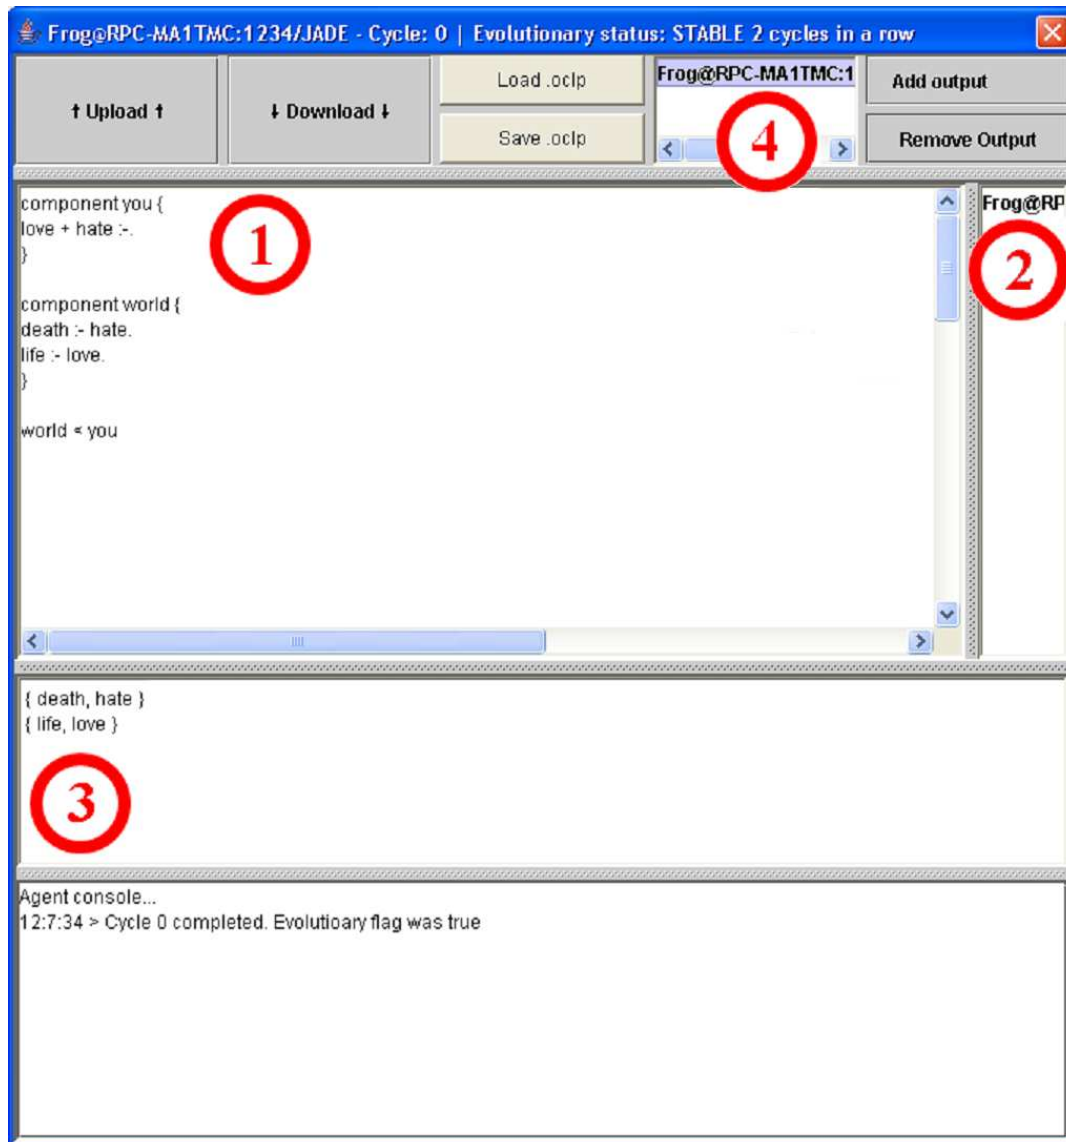 Frog@RPC-MA1TMC:1234/JADE - Cycle: 0 | Evolutionary status: STABLE 2 cycles in a row
↑ Upload ↑
↓ Download ↓
Load .oclp
Save .oclp
Frog@RPC-MA1TMC:1
4
Add output
Remove Output
component you {
love + hate :-.
}
component world {
death :- hate.
life :- love.
}
world < you
1
Frog@RP
2
{ death, hate }
{ life, love }
3
Agent console...
12:7:34 > Cycle 0 completed. Evolutioary flag was true